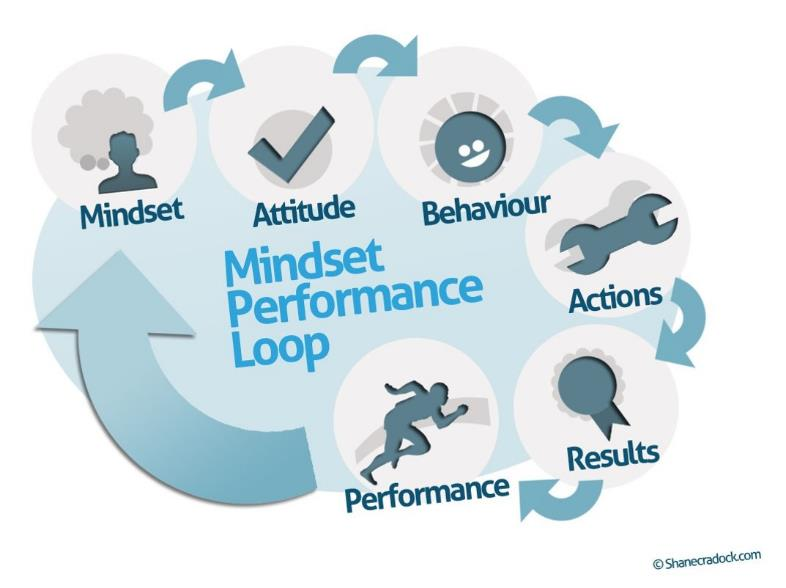 Mindset
Attitude
Behaviour
Actions
Results
Performance
Mindset
Performance
Loop
© Shanecradock.com